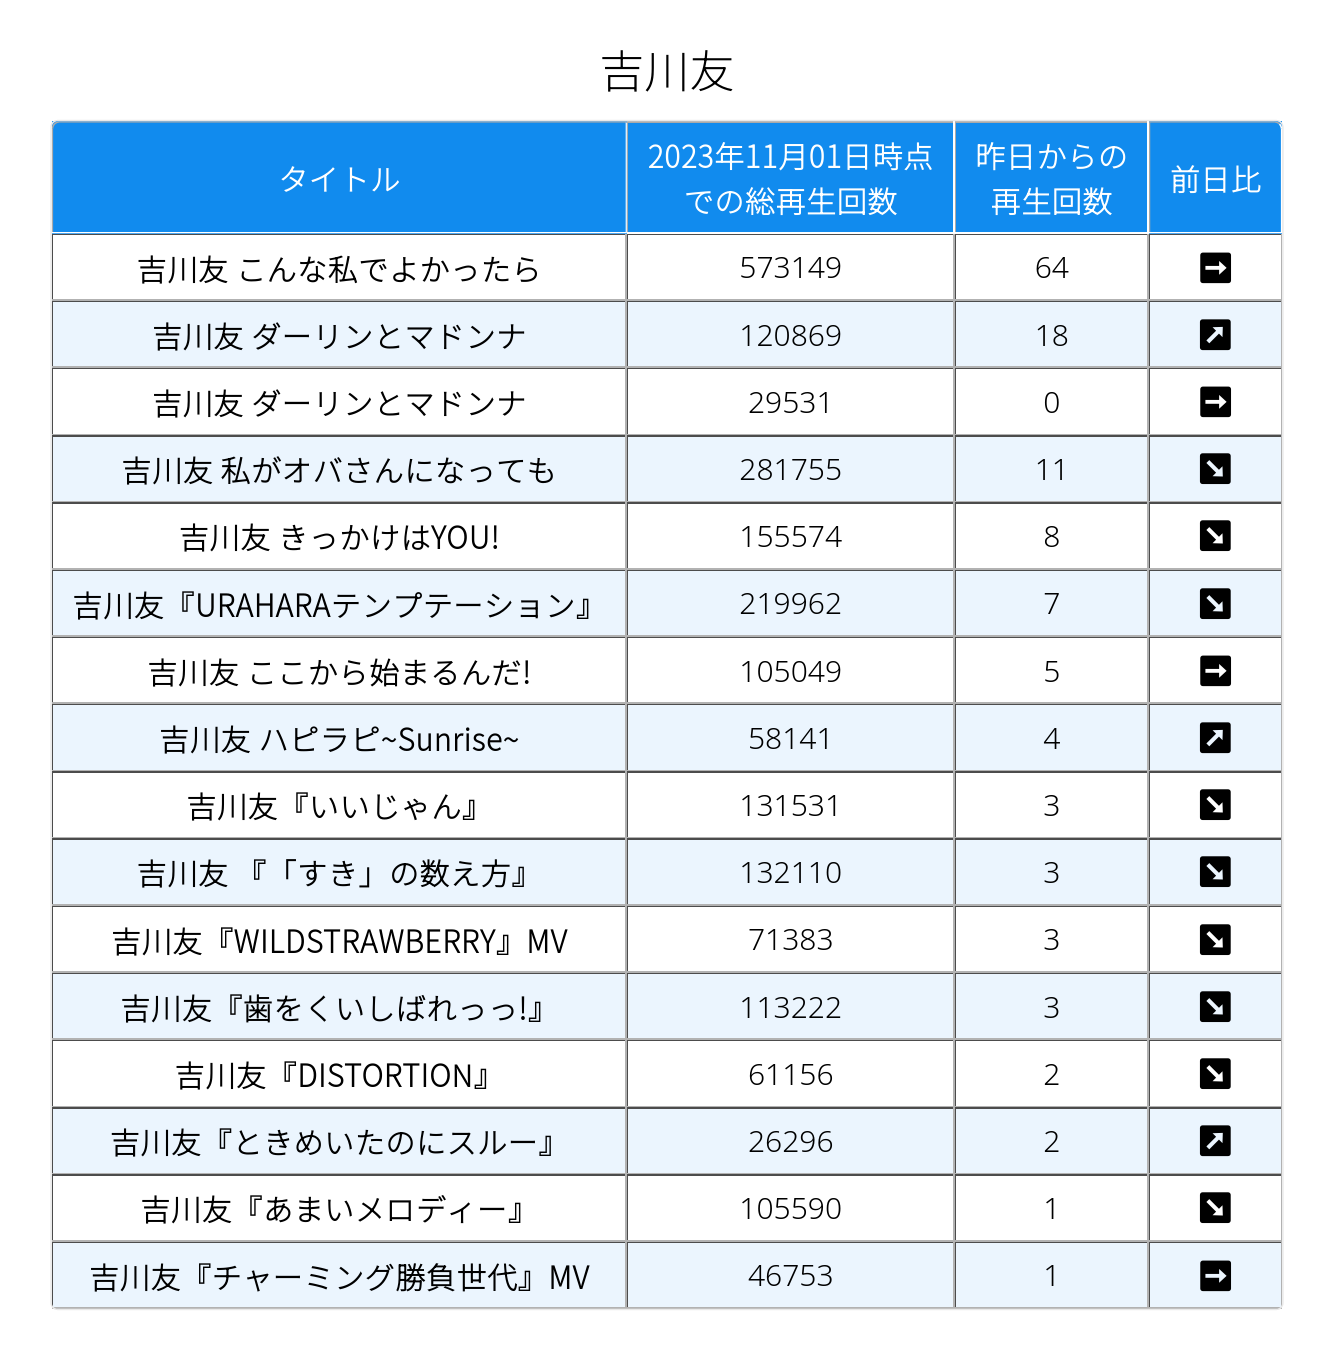 吉川友
タイトル
2023年11月01日時点
での総再生回数
昨日からの
再生回数
前日比
吉川友 こんな私でよかったら 573149 64 ➡
吉川友 ダーリンとマドンナ 120869 18 ↗
吉川友 ダーリンとマドンナ 29531 0 ➡
吉川友 私がオバさんになっても 281755 11 ↘
吉川友 きっかけはYOU! 155574 8 ↘
吉川友『URAHARAテンプテーション』 219962 7 ↘
吉川友 ここから始まるんだ! 105049 5 ➡
吉川友 ハピラピ~Sunrise~ 58141 4 ↗
吉川友『いいじゃん』 131531 3 ↘
吉川友 『「すき」の数え方』 132110 3 ↘
吉川友『WILDSTRAWBERRY』MV 71383 3 ↘
吉川友『歯をくいしばれっっ!』 113222 3 ↘
吉川友『DISTORTION』 61156 2 ↘
吉川友『ときめいたのにスルー』 26296 2 ↗
吉川友『あまいメロディー』 105590 1 ↘
吉川友『チャーミング勝負世代』MV 46753 1 ➡